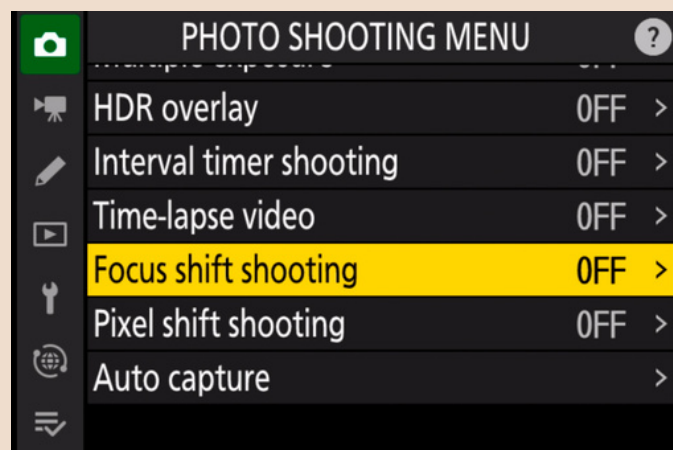 PHOTO SHOOTING MENU ?
HDR overlay OFF >
Interval timer shooting OFF >
Time-lapse video OFF >
Focus shift shooting OFF >
Pixel shift shooting OFF >
Auto capture >